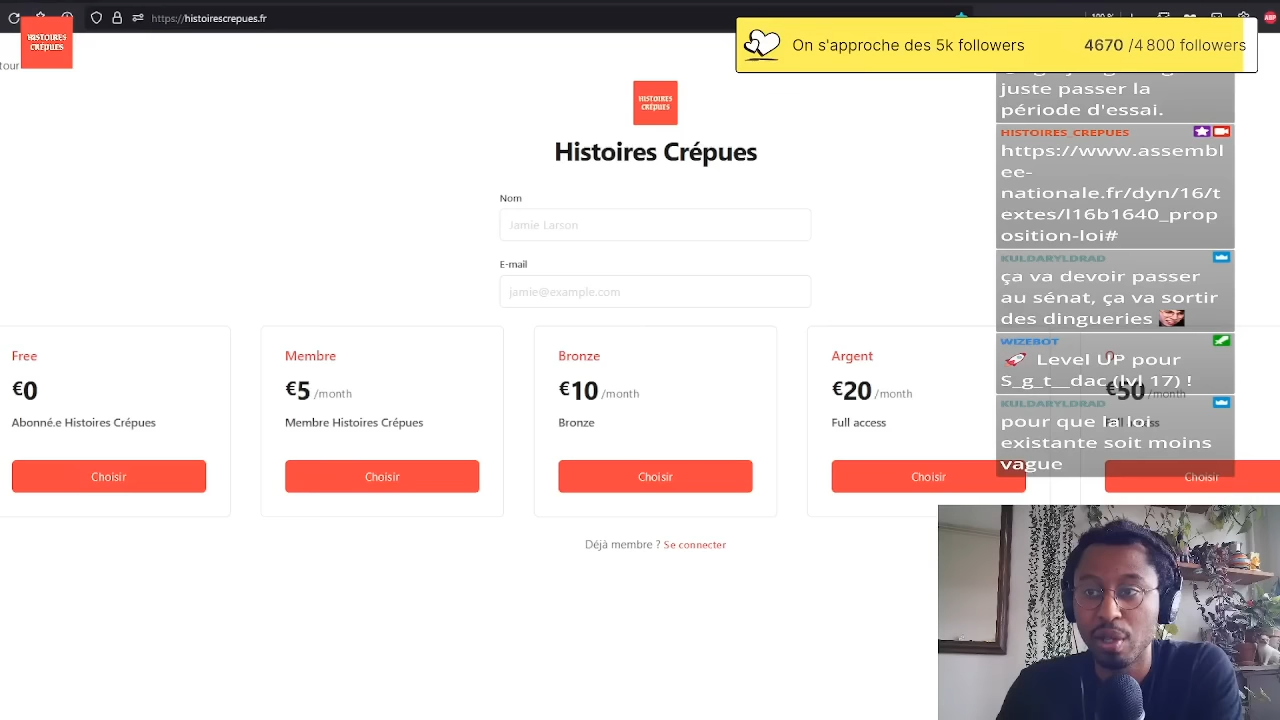 https://histoirescrepues.fr
HISTOIRES
CRÉPUES
On s'approche des 5k followers
4670 /4 800 followers
tour
juste passer la
période d'essai.
HISTOIRES_CREPUES
https://www.assembl
ee-
nationale.fr/dyn/16/t
extes/l16b1640_prop
osition-loi#
KULDARYLDRAD
ça va devoir passer
au sénat, ça va sortir
des dingueries
WIZEBOT
Level UP pour
S_g_t__dac (lvl 17) !
KULDARYLDRAD
pour que la loi
existante soit moins
vague
HISTOIRES
CRÉPUES
Histoires Crépues
Nom
Jamie Larson
E-mail
jamie@example.com
Free
€0
Abonné.e Histoires Crépues
Choisir
Membre
€5 /month
Membre Histoires Crépues
Choisir
Bronze
€10 /month
Bronze
Choisir
Argent
€20 /month
Full access
Choisir
€50 /month
Choisir
Déjà membre ? Se connecter